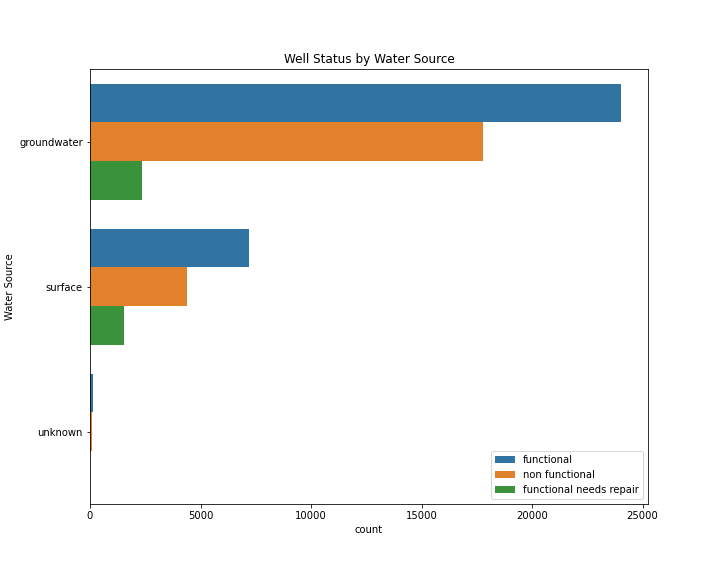 Well Status by Water Source
Water Source
groundwater
surface
unknown
functional
non functional
functional needs repair
0
5000
10000
15000
20000
25000
count